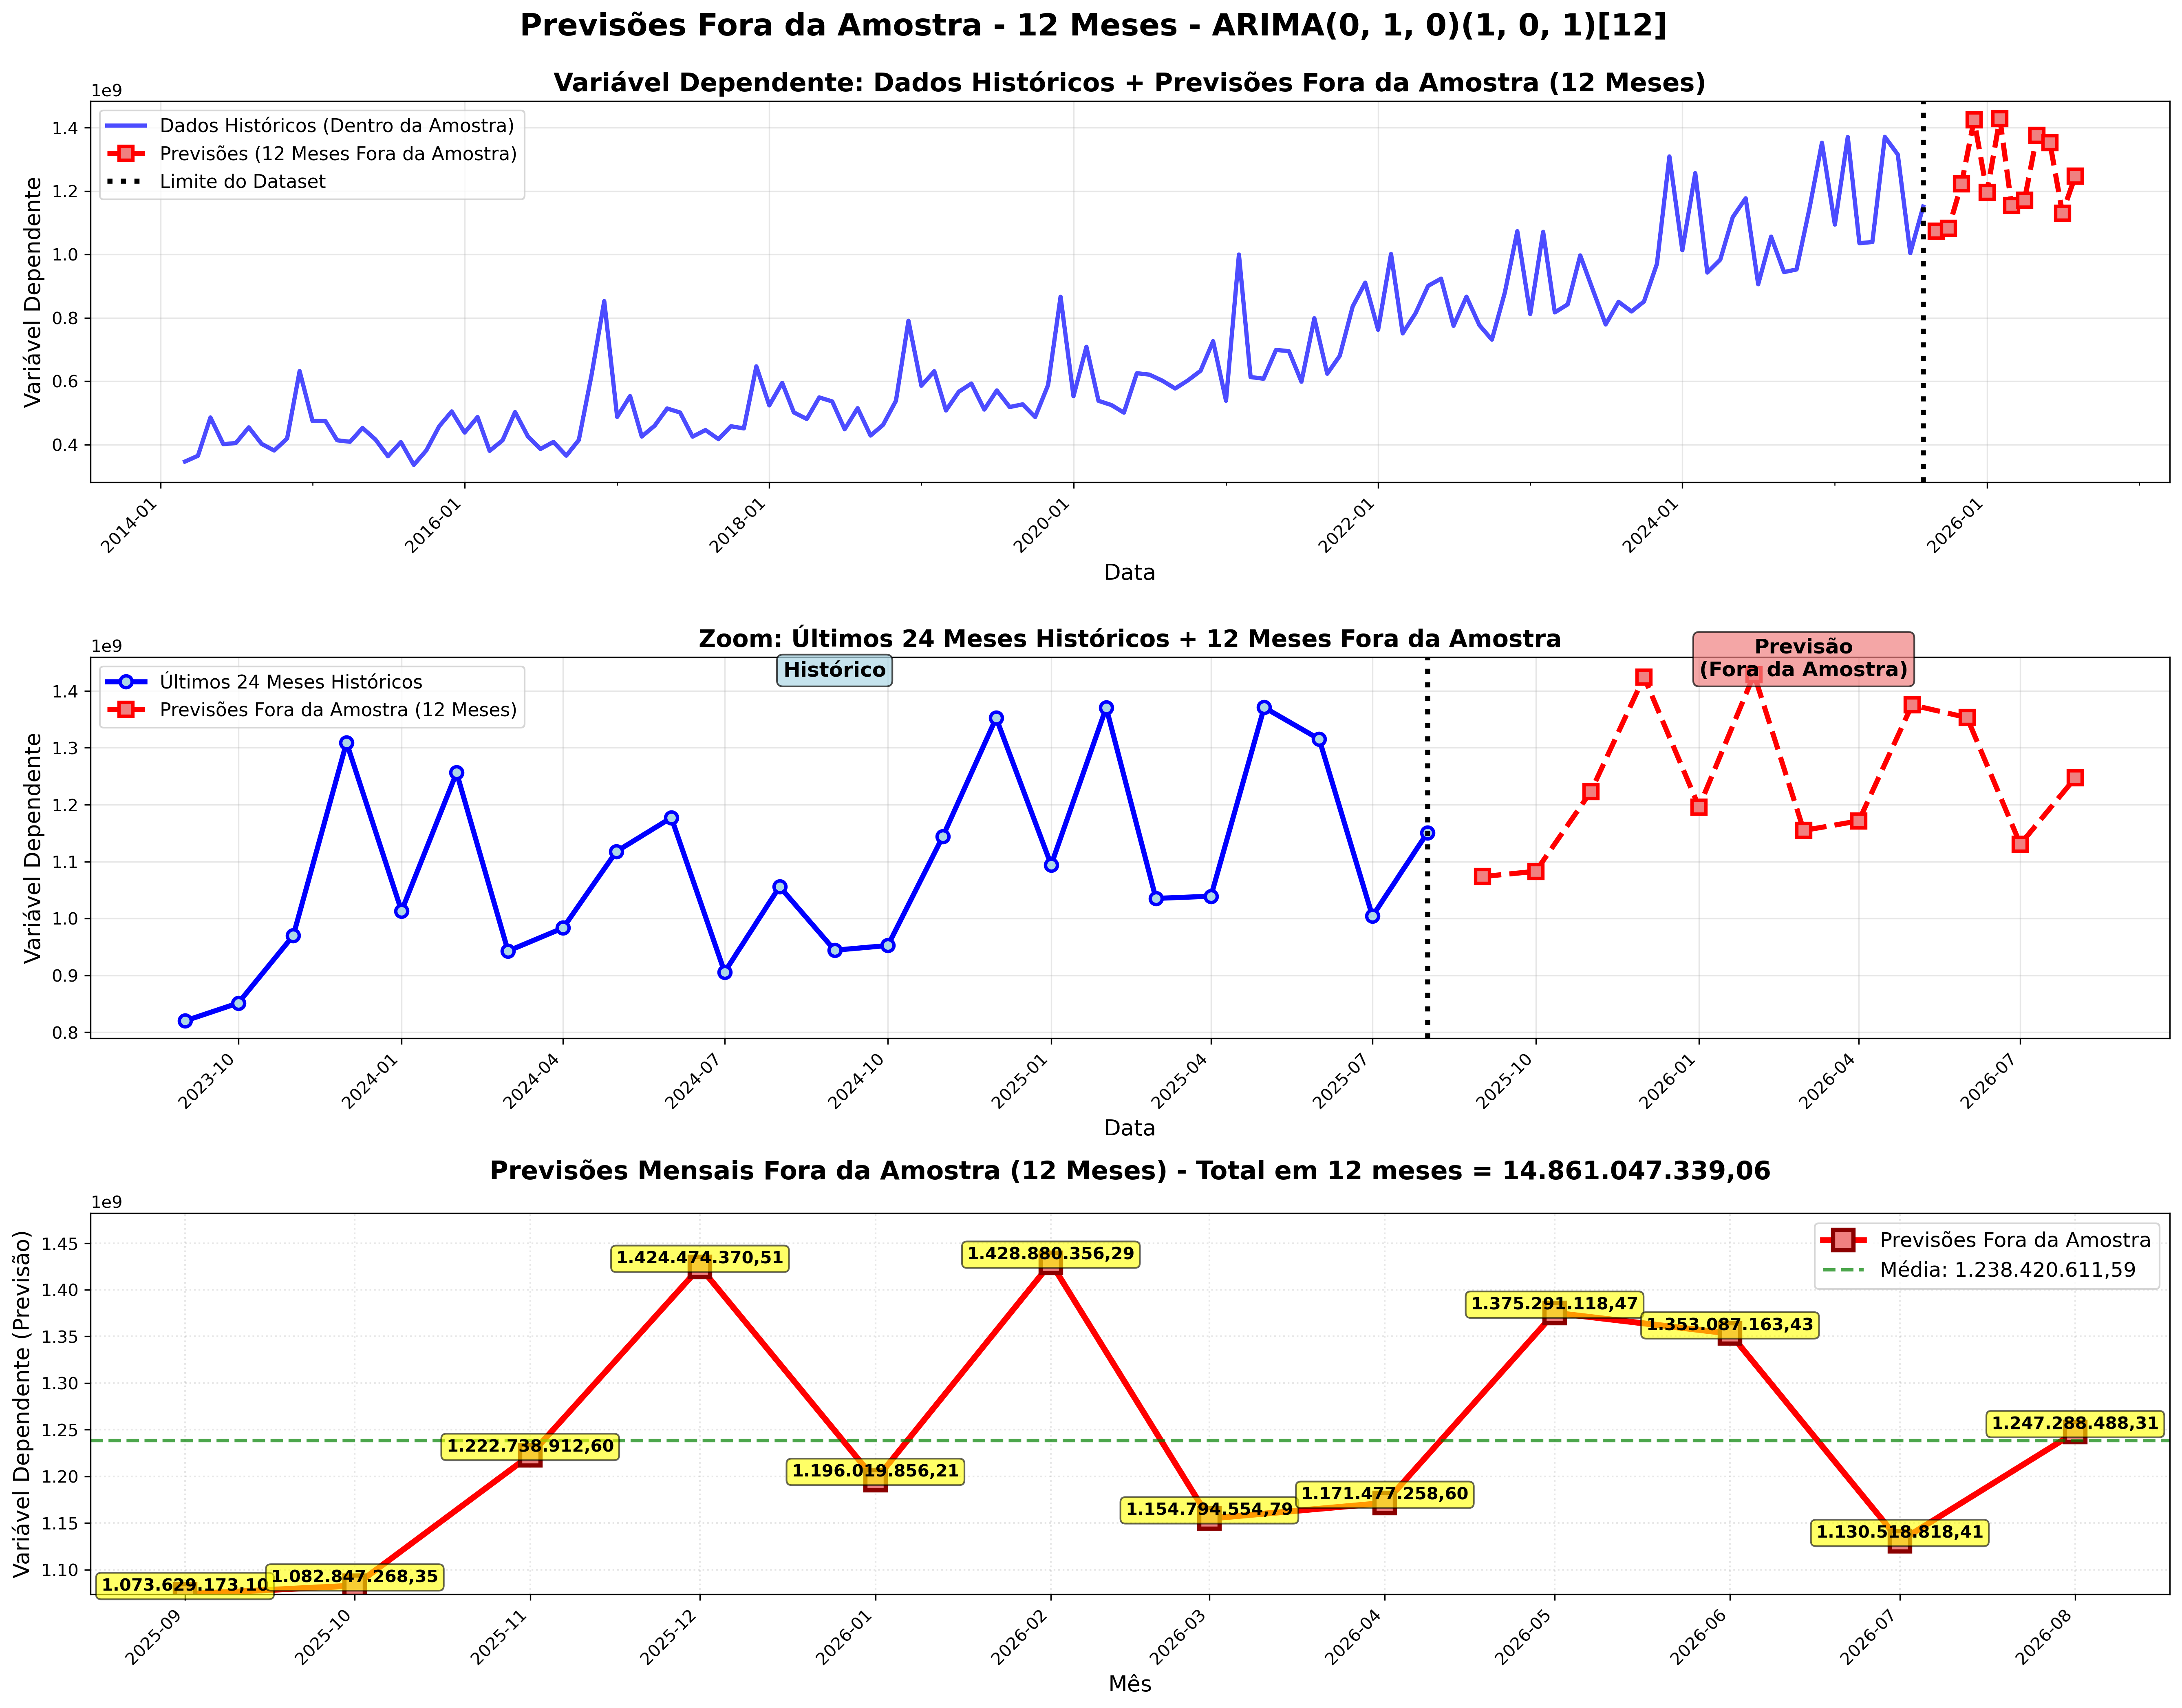 Previsões Fora da Amostra - 12 Meses - ARIMA(0, 1, 0)(1, 0, 1)[12]
Variável Dependente: Dados Históricos + Previsões Fora da Amostra (12 Meses)
1e9
Dados Históricos (Dentro da Amostra)
Previsões (12 Meses Fora da Amostra)
Limite do Dataset
Variável Dependente
1.4
1.2
1.0
0.8
0.6
0.4
2014-01
2016-01
2018-01
2020-01
2022-01
2024-01
2026-01
Data
Zoom: Últimos 24 Meses Históricos + 12 Meses Fora da Amostra
1e9
Últimos 24 Meses Históricos
Previsões Fora da Amostra (12 Meses)
Histórico
Previsão
(Fora da Amostra)
Variável Dependente
1.4
1.3
1.2
1.1
1.0
0.9
0.8
2023-10
2024-01
2024-04
2024-07
2024-10
2025-01
2025-04
2025-07
2025-10
2026-01
2026-04
2026-07
Data
Previsões Mensais Fora da Amostra (12 Meses) - Total em 12 meses = 14.861.047.339,06
1e9
Previsões Fora da Amostra
Média: 1.238.420.611,59
Variável Dependente (Previsão)
1.45
1.40
1.35
1.30
1.25
1.20
1.15
1.10
1.073.629.173,10
1.082.847.268,35
1.222.738.912,60
1.424.474.370,51
1.196.019.856,21
1.428.880.356,29
1.154.794.554,79
1.171.477.258,60
1.375.291.118,47
1.353.087.163,43
1.130.518.818,41
1.247.288.488,31
2025-09
2025-10
2025-11
2025-12
2026-01
2026-02
2026-03
2026-04
2026-05
2026-06
2026-07
2026-08
Mês